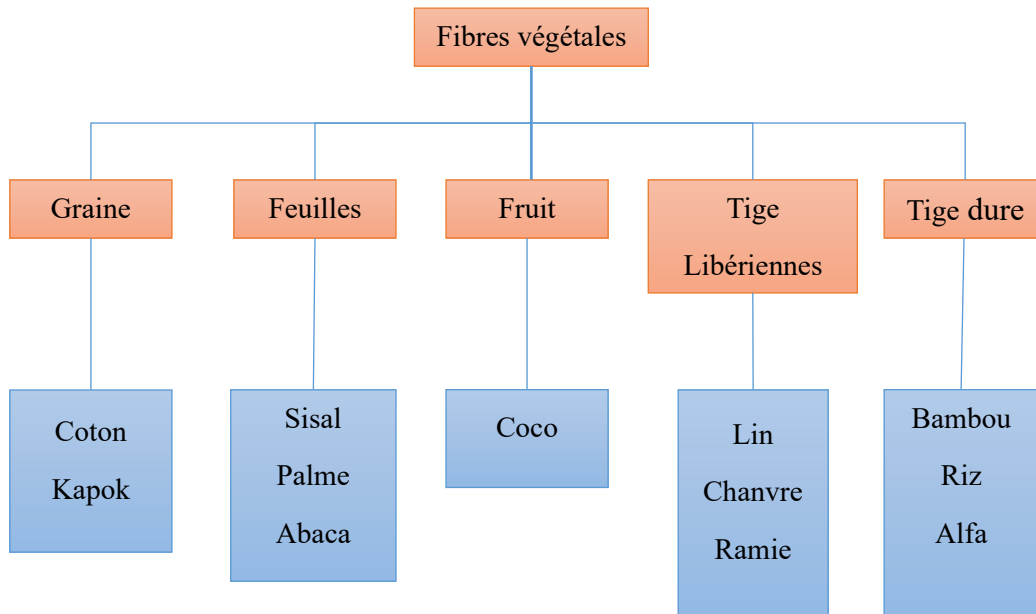 Fibres végétales
Graine
Feuilles
Fruit
Tige
Libériennes
Tige dure
Coton
Kapok
Sisal
Palme
Abaca
Coco
Lin
Chanvre
Ramie
Bambou
Riz
Alfa